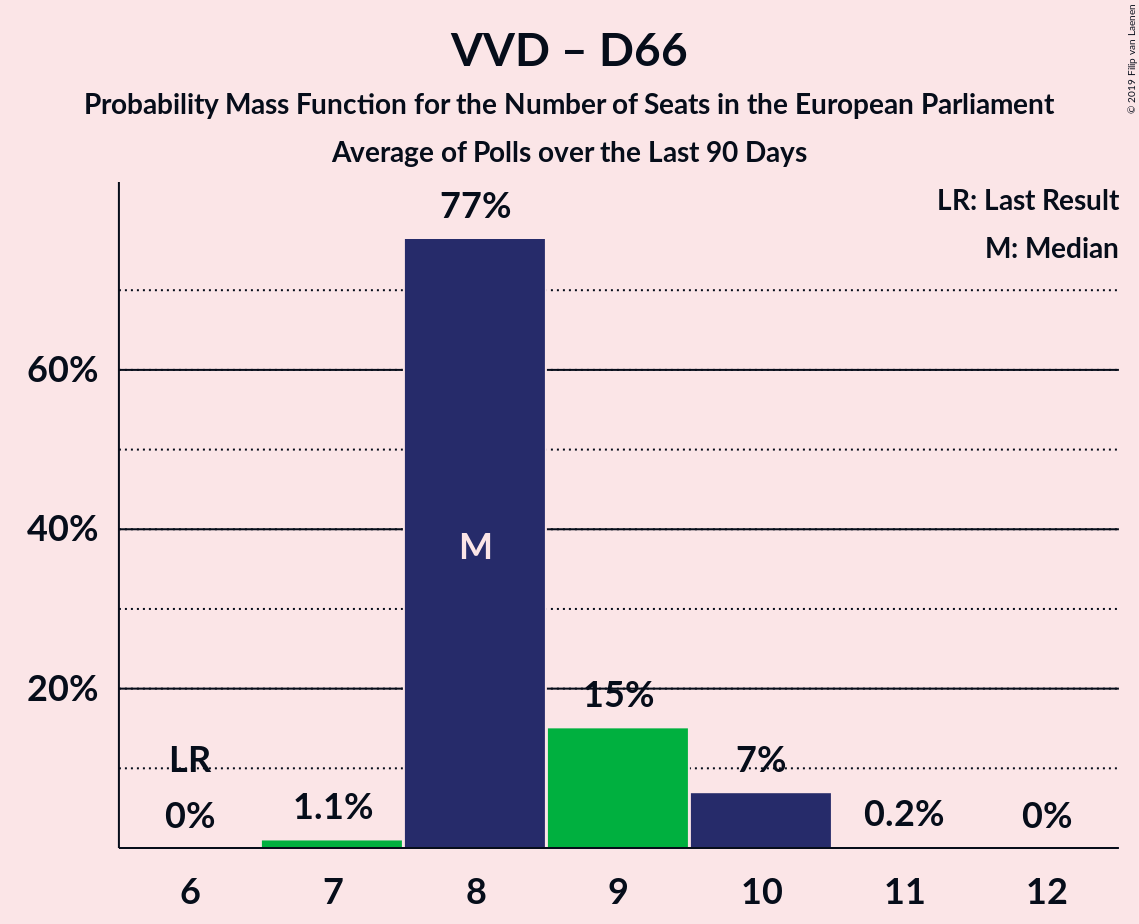 VVD – D66
Probability Mass Function for the Number of Seats in the European Parliament
Average of Polls over the Last 90 Days
© 2019 Filip van Laenen
LR: Last Result
M: Median
77%
60%
40%
20%
M
15%
LR
7%
0%
1.1%
0.2%
0%
6 7 8 9 10 11 12